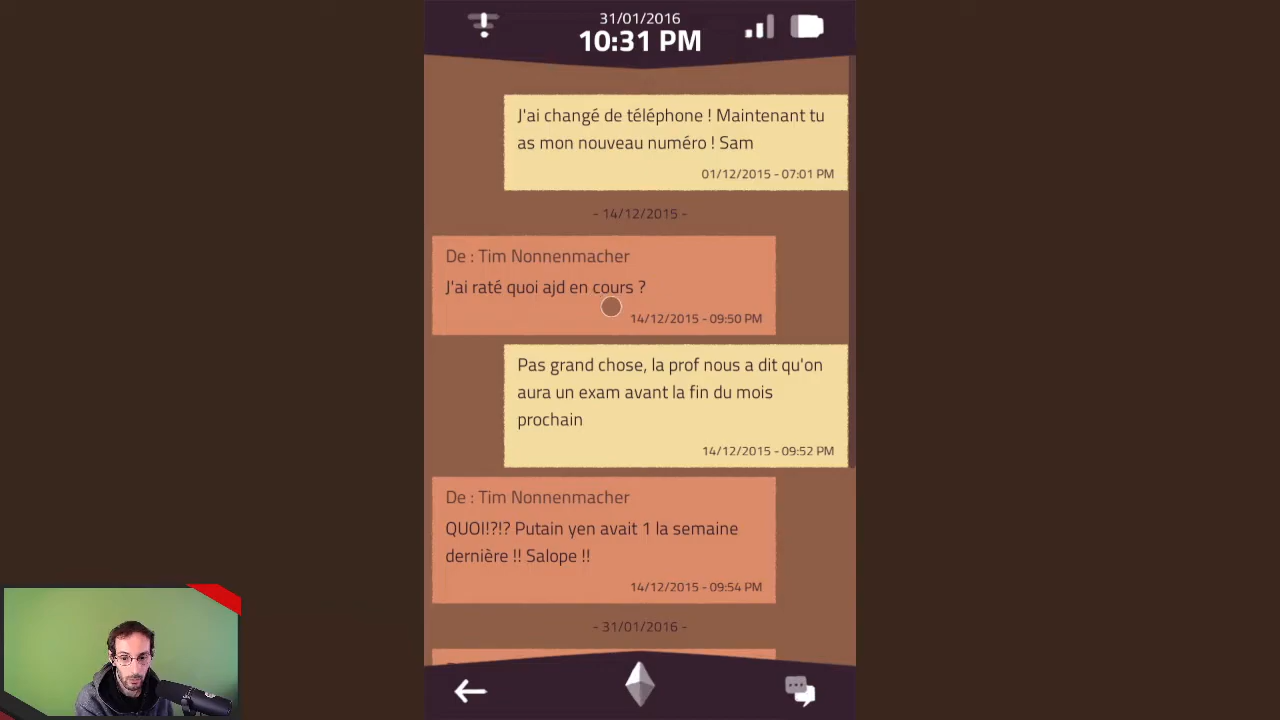 31/01/2016
10:31 PM
J'ai changé de téléphone ! Maintenant tu
as mon nouveau numéro ! Sam
01/12/2015 - 07:01 PM
- 14/12/2015 -
De : Tim Nonnenmacher
J'ai raté quoi ajd en cours ?
14/12/2015 - 09:50 PM
Pas grand chose, la prof nous a dit qu'on
aura un exam avant la fin du mois
prochain
14/12/2015 - 09:52 PM
De : Tim Nonnenmacher
QUOI!?!? Putain yen avait 1 la semaine
dernière !! Salope !!
14/12/2015 - 09:54 PM
- 31/01/2016 -